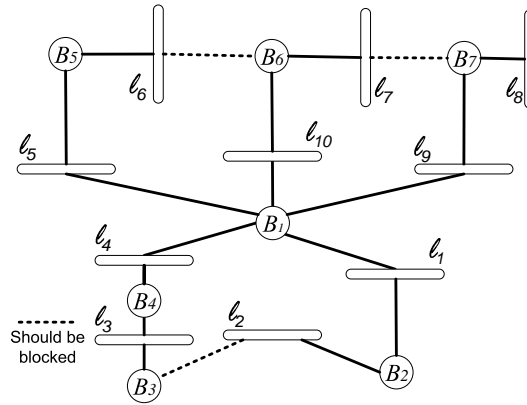 B5
B6
B7
ℓ6
ℓ7
ℓ8
ℓ5
ℓ10
ℓ9
B1
ℓ4
ℓ1
B4
ℓ3
ℓ2
Should be
blocked
B3
B2